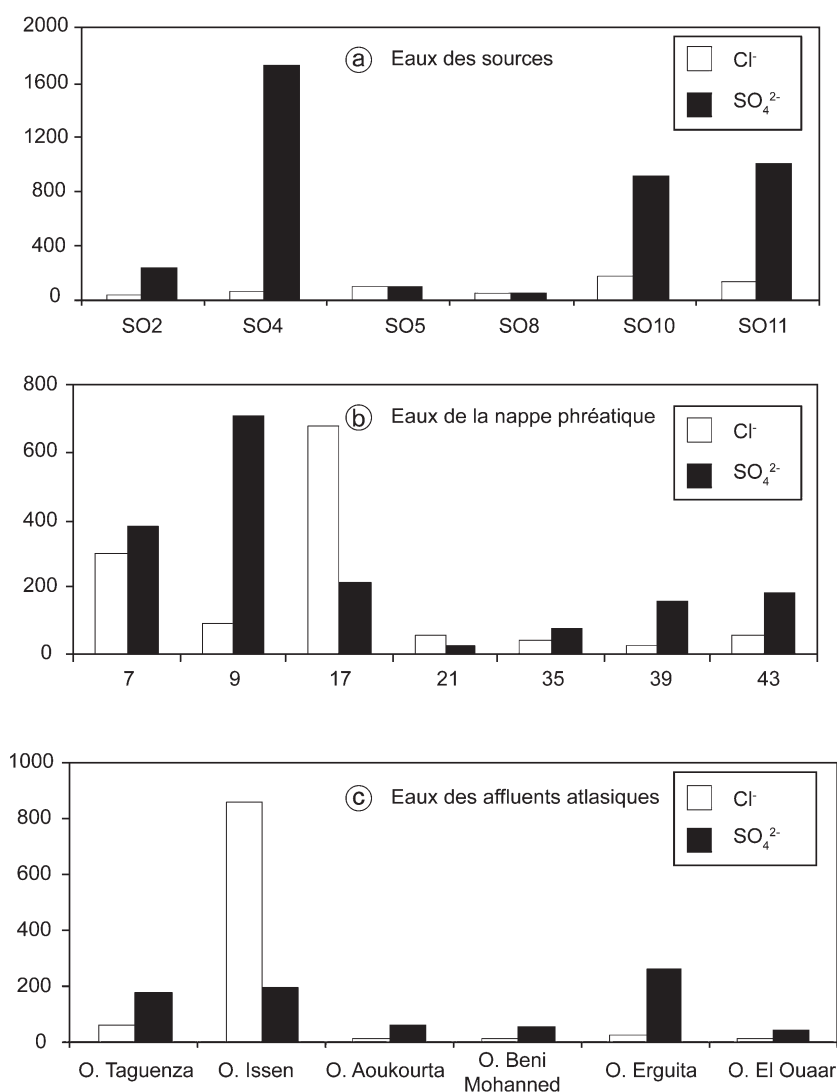 2000
1600
1200
800
400
0
ⓐ Eaux des sources
Cl⁻
SO₄²⁻
SO2 SO4 SO5 SO8 SO10 SO11
800
600
400
200
0
ⓑ Eaux de la nappe phréatique
Cl⁻
SO₄²⁻
7 9 17 21 35 39 43
1000
800
600
400
200
0
ⓒ Eaux des affluents atlasiques
Cl⁻
SO₄²⁻
O. Taguenza O. Issen O. Aoukourta O. Beni O. Erguita O. El Ouaar
Mohanned